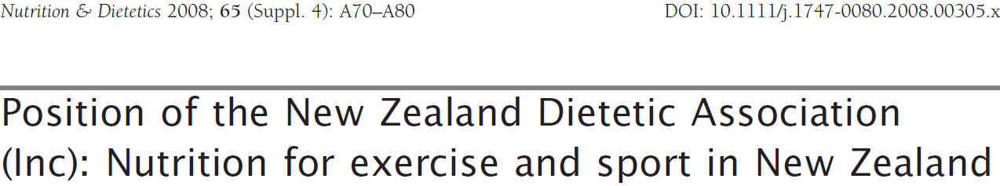 Nutrition & Dietetics 2008; 65 (Suppl. 4): A70–A80 DOI: 10.1111/j.1747-0080.2008.00305.x
Position of the New Zealand Dietetic Association
(Inc): Nutrition for exercise and sport in New Zealand